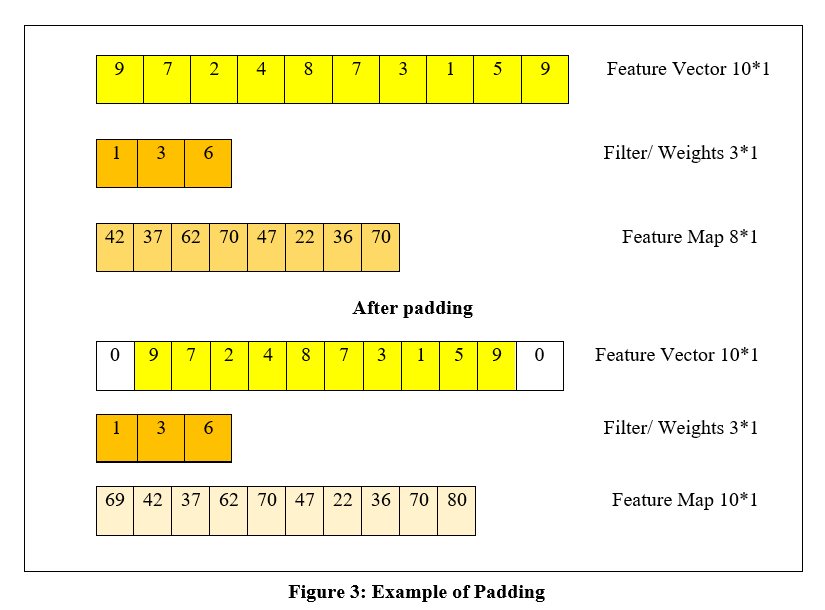 9 7 2 4 8 7 3 1 5 9 Feature Vector 10*1
1 3 6 Filter/ Weights 3*1
42 37 62 70 47 22 36 70 Feature Map 8*1
After padding
0 9 7 2 4 8 7 3 1 5 9 0 Feature Vector 10*1
1 3 6 Filter/ Weights 3*1
69 42 37 62 70 47 22 36 70 80 Feature Map 10*1
Figure 3: Example of Padding